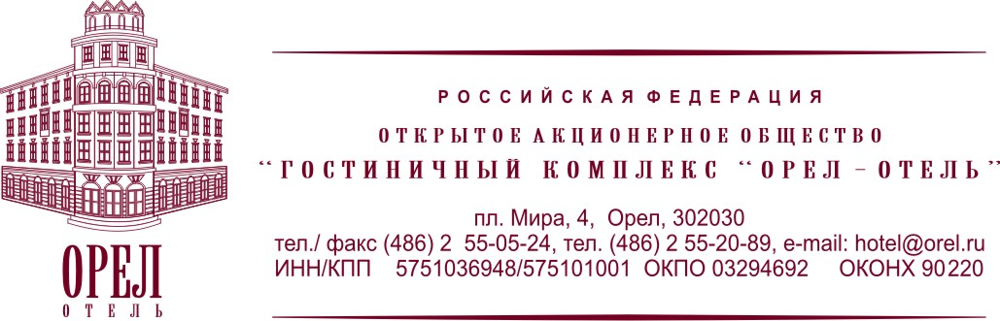 РОССИЙСКАЯ ФЕДЕРАЦИЯ
ОТКРЫТОЕ АКЦИОНЕРНОЕ ОБЩЕСТВО
“ГОСТИНИЧНЫЙ КОМПЛЕКС “ОРЕЛ – ОТЕЛЬ”
пл. Мира, 4, Орел, 302030
тел./ факс (486) 2 55-05-24, тел. (486) 2 55-20-89, e-mail: hotel@orel.ru
ИНН/КПП 5751036948/575101001 ОКПО 03294692 ОКОНХ 90220
ОРЕЛ
ОТЕЛЬ